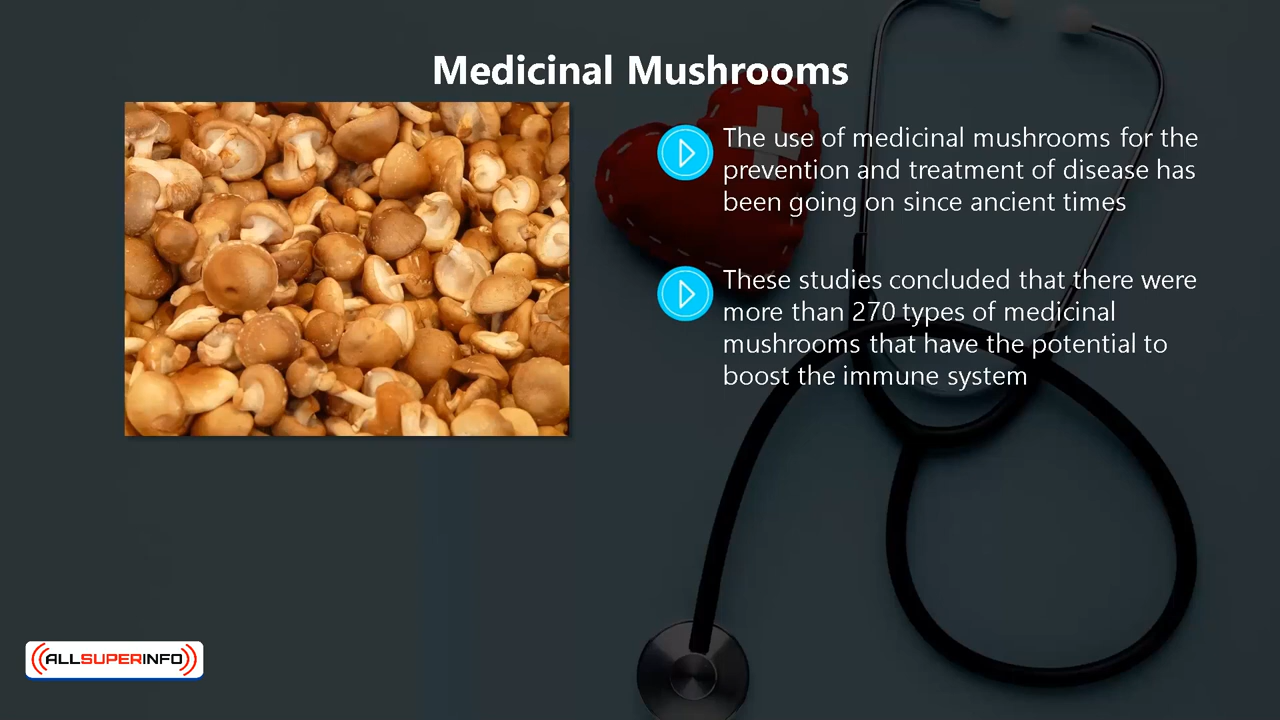 Medicinal Mushrooms
The use of medicinal mushrooms for the
prevention and treatment of disease has
been going on since ancient times
These studies concluded that there were
more than 270 types of medicinal
mushrooms that have the potential to
boost the immune system
ALLSUPERINFO